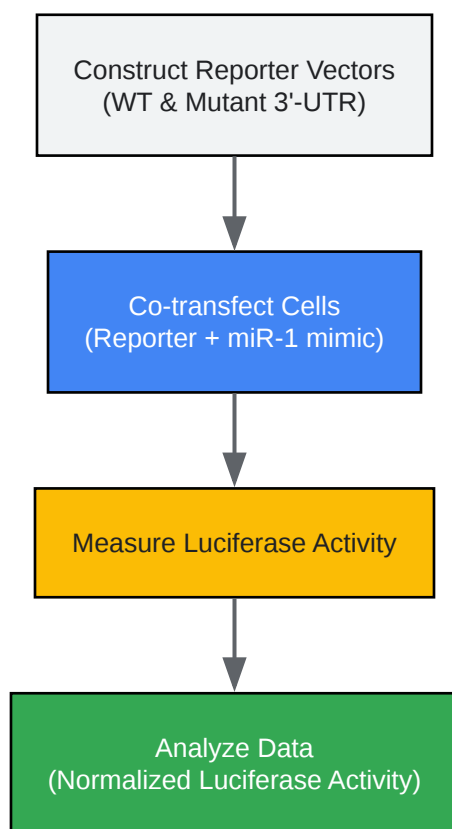 Construct Reporter Vectors
(WT & Mutant 3'-UTR)
Co-transfect Cells
(Reporter + miR-1 mimic)
Measure Luciferase Activity
Analyze Data
(Normalized Luciferase Activity)